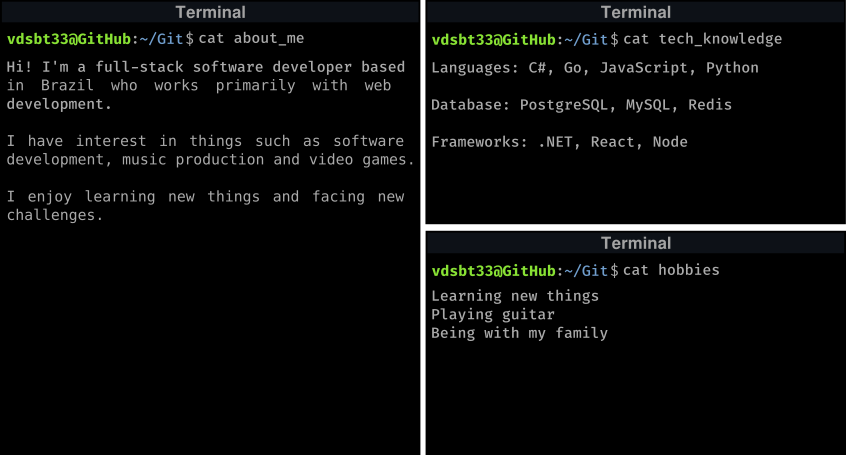 Terminal
vdsbt33@GitHub:~/Git$ cat about_me
Hi! I'm a full-stack software developer based
in Brazil who works primarily with web
development.
I have interest in things such as software
development, music production and video games.
I enjoy learning new things and facing new
challenges.
Terminal
vdsbt33@GitHub:~/Git$ cat tech_knowledge
Languages: C#, Go, JavaScript, Python
Database: PostgreSQL, MySQL, Redis
Frameworks: .NET, React, Node
Terminal
vdsbt33@GitHub:~/Git$ cat hobbies
Learning new things
Playing guitar
Being with my family